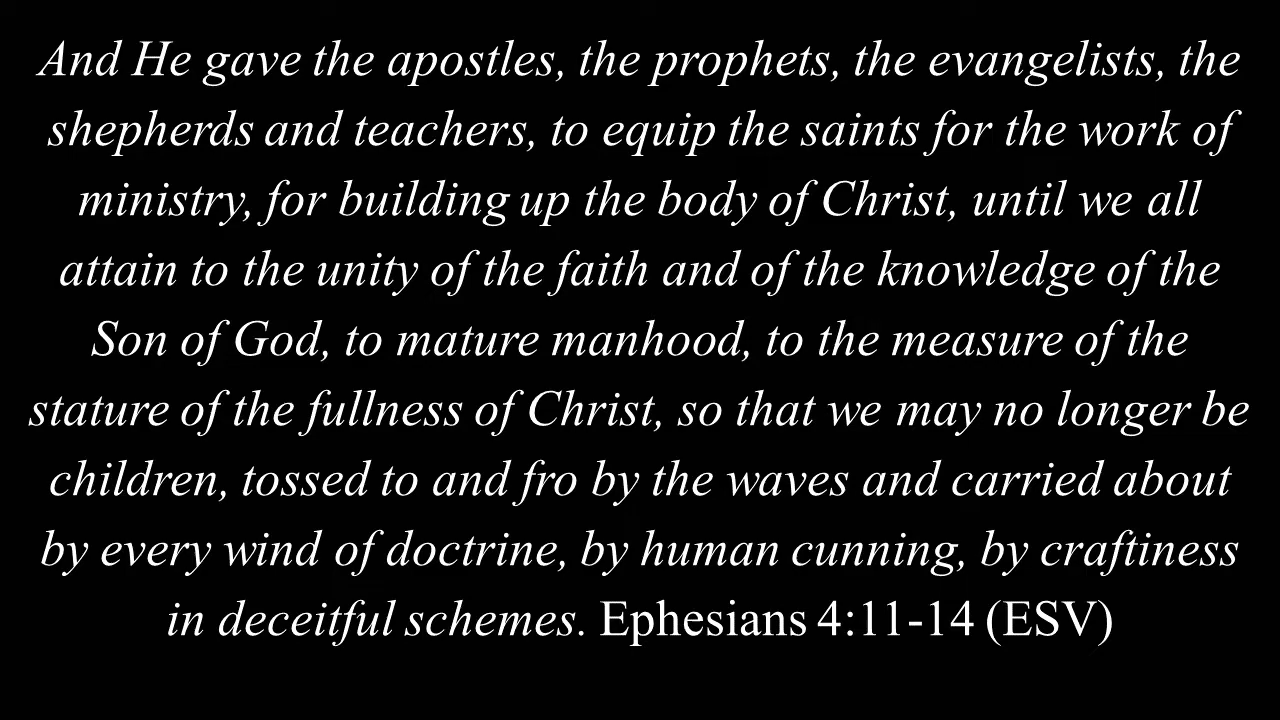 And He gave the apostles, the prophets, the evangelists, the
shepherds and teachers, to equip the saints for the work of
ministry, for building up the body of Christ, until we all
attain to the unity of the faith and of the knowledge of the
Son of God, to mature manhood, to the measure of the
stature of the fullness of Christ, so that we may no longer be
children, tossed to and fro by the waves and carried about
by every wind of doctrine, by human cunning, by craftiness
in deceitful schemes. Ephesians 4:11-14 (ESV)